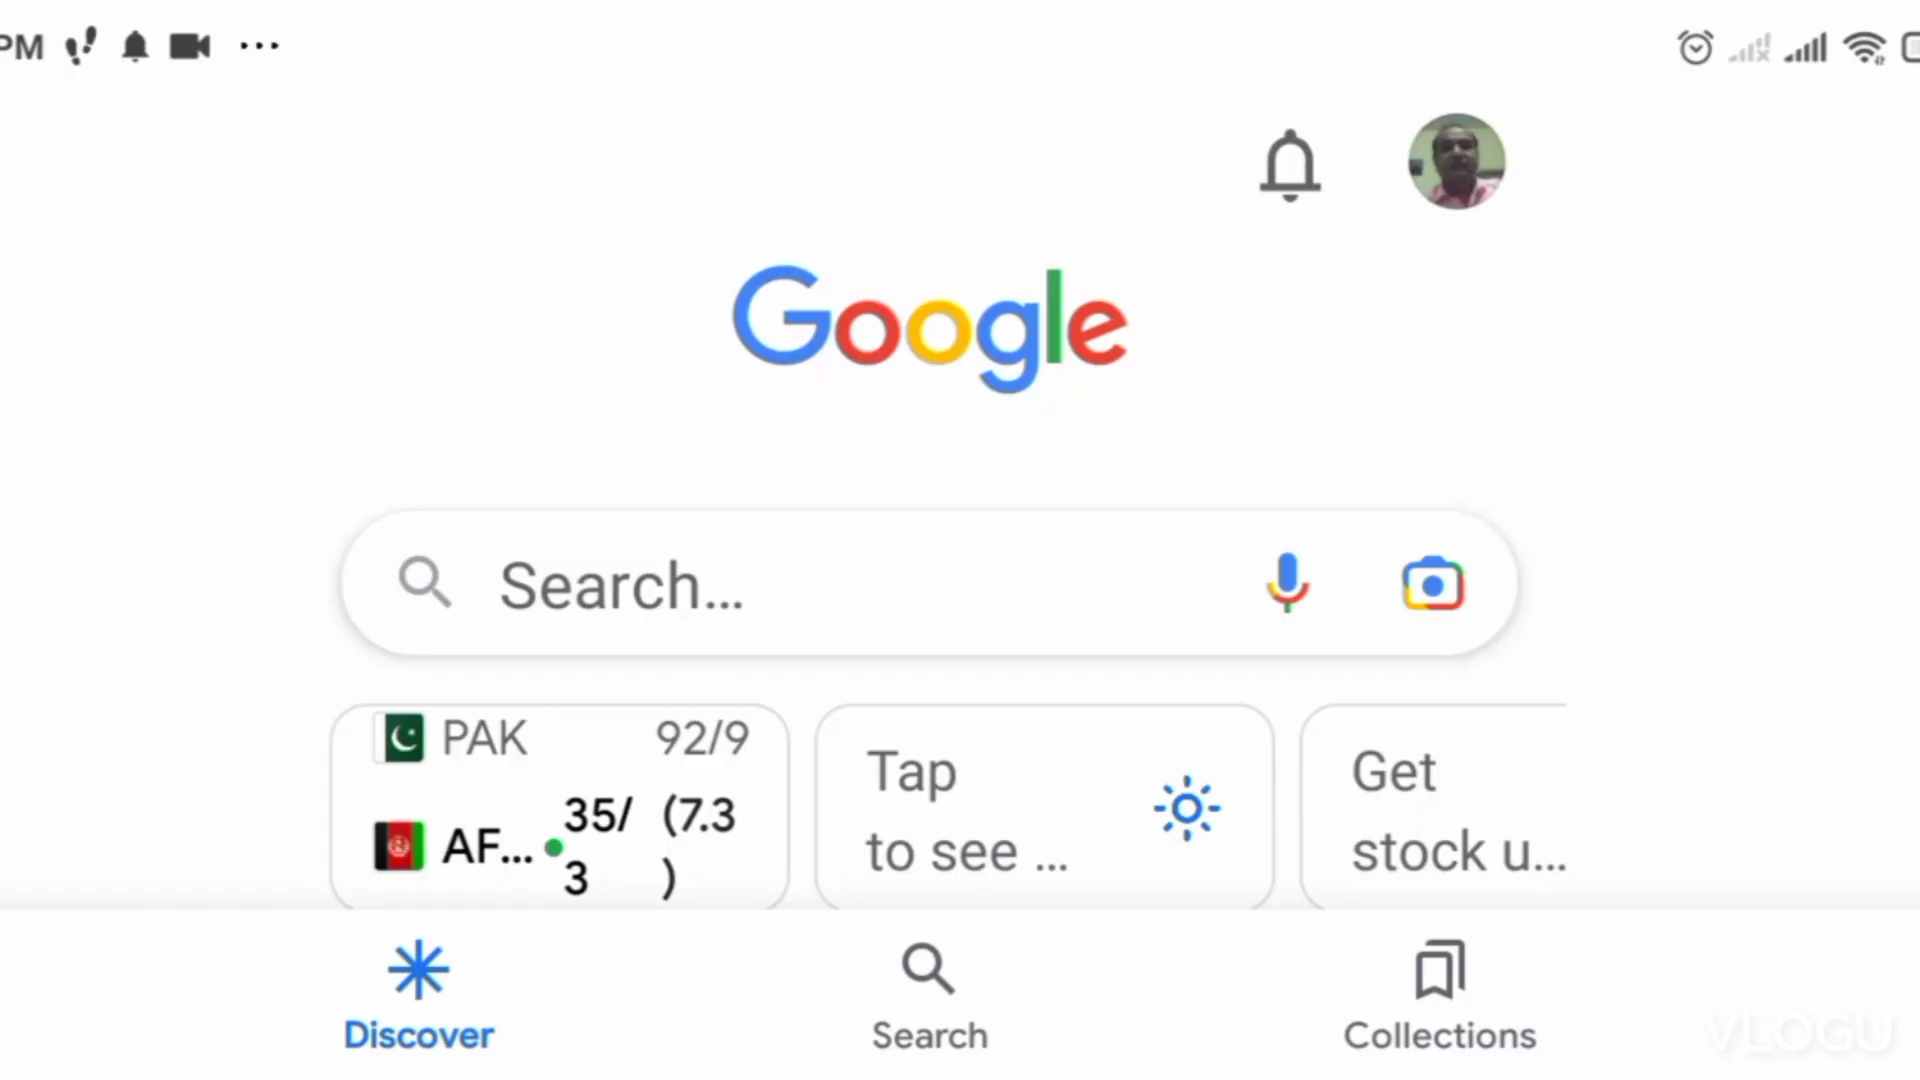 PM
Google
Search...
PAK 92/9
AF... 35/3 (7.3)
Tap
to see ...
Get
stock u...
Discover
Search
Collections
VLOGU